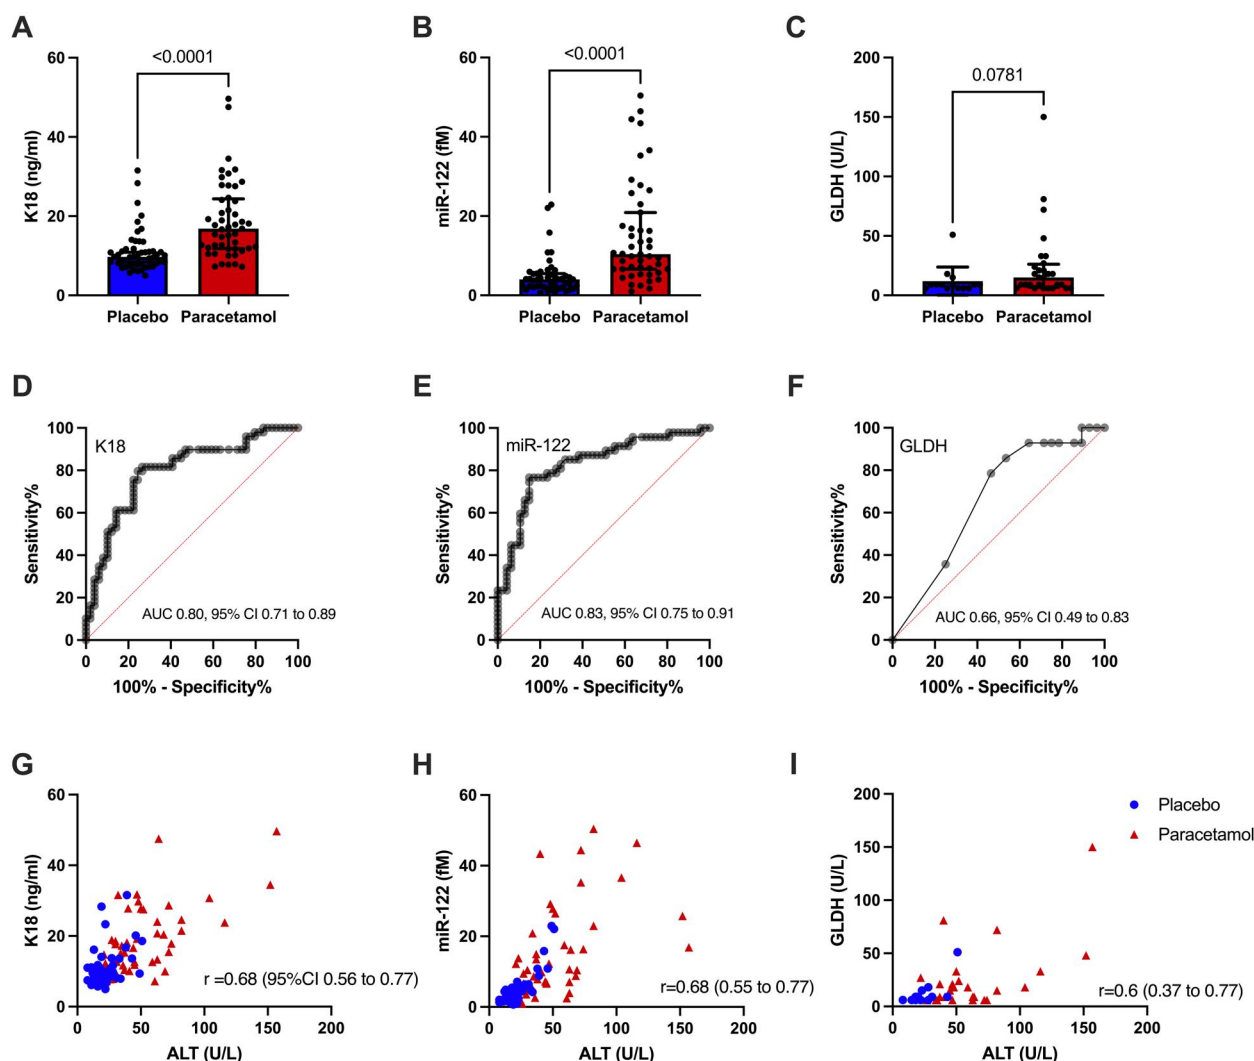 A
B
C
<0.0001
<0.0001
0.0781
K18 (ng/ml)
60
40
20
0
Placebo
Paracetamol
miR-122 (fM)
60
40
20
0
Placebo
Paracetamol
GLDH (U/L)
200
150
100
50
0
Placebo
Paracetamol
D
E
F
K18
Sensitivity%
100
80
60
40
20
0
AUC 0.80, 95% CI 0.71 to 0.89
0 20 40 60 80 100
100% - Specificity%
miR-122
Sensitivity%
100
80
60
40
20
0
AUC 0.83, 95% CI 0.75 to 0.91
0 20 40 60 80 100
100% - Specificity%
GLDH
Sensitivity%
100
80
60
40
20
0
AUC 0.66, 95% CI 0.49 to 0.83
0 20 40 60 80 100
100% - Specificity%
G
H
I
K18 (ng/ml)
60
40
20
0
r =0.68 (95%CI 0.56 to 0.77)
0 50 100 150 200
ALT (U/L)
miR-122 (fM)
60
40
20
0
r=0.68 (0.55 to 0.77)
0 50 100 150 200
ALT (U/L)
GLDH (U/L)
200
150
100
50
0
r=0.6 (0.37 to 0.77)
0 50 100 150 200
ALT (U/L)
Placebo
Paracetamol